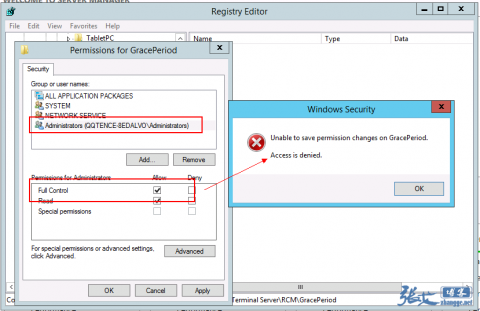 WELCOME TO SERVER MANAGER
Registry Editor
File Edit View Favorites Help
TabletPC
Name Type Data
Permissions for GracePeriod
Security
Group or user names:
ALL APPLICATION PACKAGES
SYSTEM
NETWORK SERVICE
Administrators (QQTENCE-8EDALVO\Administrators)
Add... Remove
Permissions for Administrators Allow Deny
Full Control
Read
Special permissions
For special permissions or advanced settings,
click Advanced.
Advanced
OK Cancel Apply
Windows Security
Unable to save permission changes on GracePeriod.
Access is denied.
OK
Co
Terminal Server\RCM\GracePeriod
张戈 博客
zhangge.net